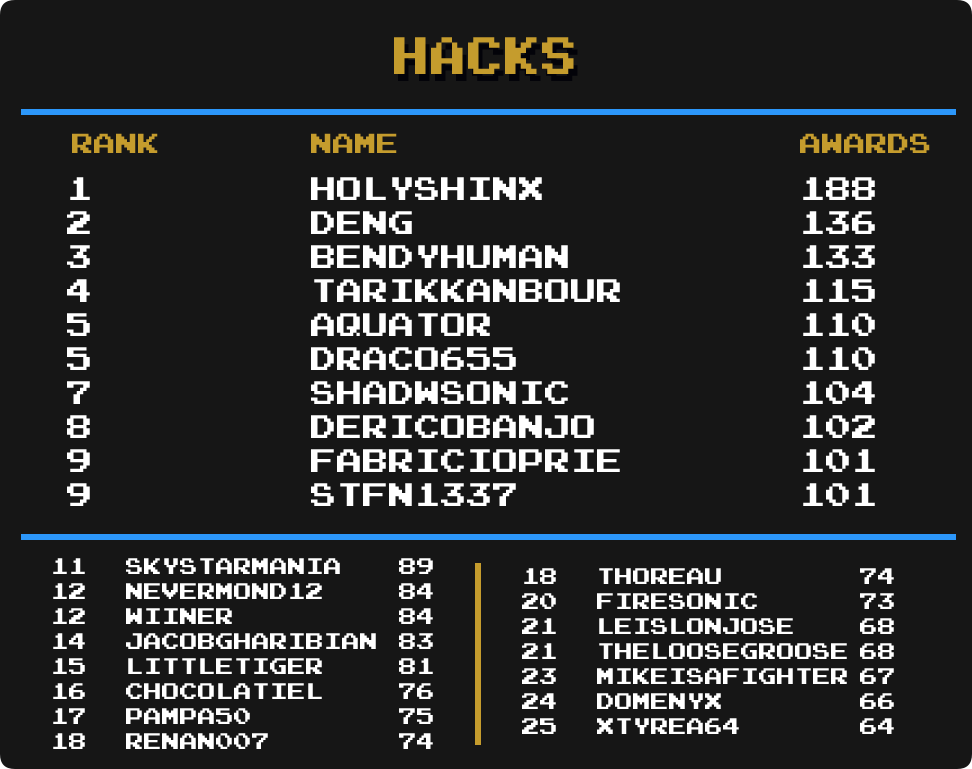 HACKS
RANK NAME AWARDS
1 HOLYSHINX 188
2 DENG 136
3 BENDYHUMAN 133
4 TARIKKANBOUR 115
5 AQUATOR 110
5 DRACO655 110
7 SHADWSONIC 104
8 DERICOBANJO 102
9 FABRICIOPRIE 101
9 STFN1337 101
11 SKYSTARMANIA 89
12 NEVERMOND12 84
12 WIINER 84
14 JACOBGHARIBIAN 83
15 LITTLETIGER 81
16 CHOCOLATIEL 76
17 PAMPA50 75
18 RENAN007 74
18 THOREAU 74
20 FIRESONIC 73
21 LEISLONJOSE 68
21 THELOOSEGROOSE 68
23 MIKEISAFIGHTER 67
24 DOMENYX 66
25 XTYREA64 64